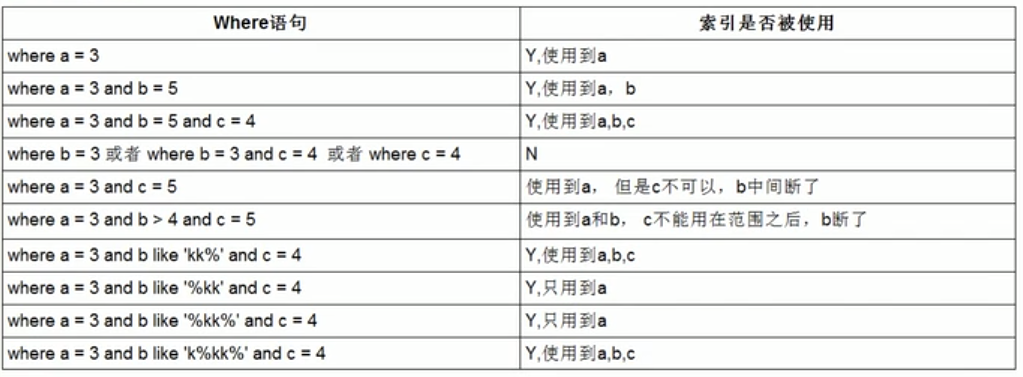 Where语句 索引是否被使用
where a = 3 Y,使用到a
where a = 3 and b = 5 Y,使用到a，b
where a = 3 and b = 5 and c = 4 Y,使用到a,b,c
where b = 3 或者 where b = 3 and c = 4 或者 where c = 4 N
where a = 3 and c = 5 使用到a， 但是c不可以，b中间断了
where a = 3 and b > 4 and c = 5 使用到a和b， c不能用在范围之后，b断了
where a = 3 and b like 'kk%' and c = 4 Y,使用到a,b,c
where a = 3 and b like '%kk' and c = 4 Y,只用到a
where a = 3 and b like '%kk%' and c = 4 Y,只用到a
where a = 3 and b like 'k%kk%' and c = 4 Y,使用到a,b,c